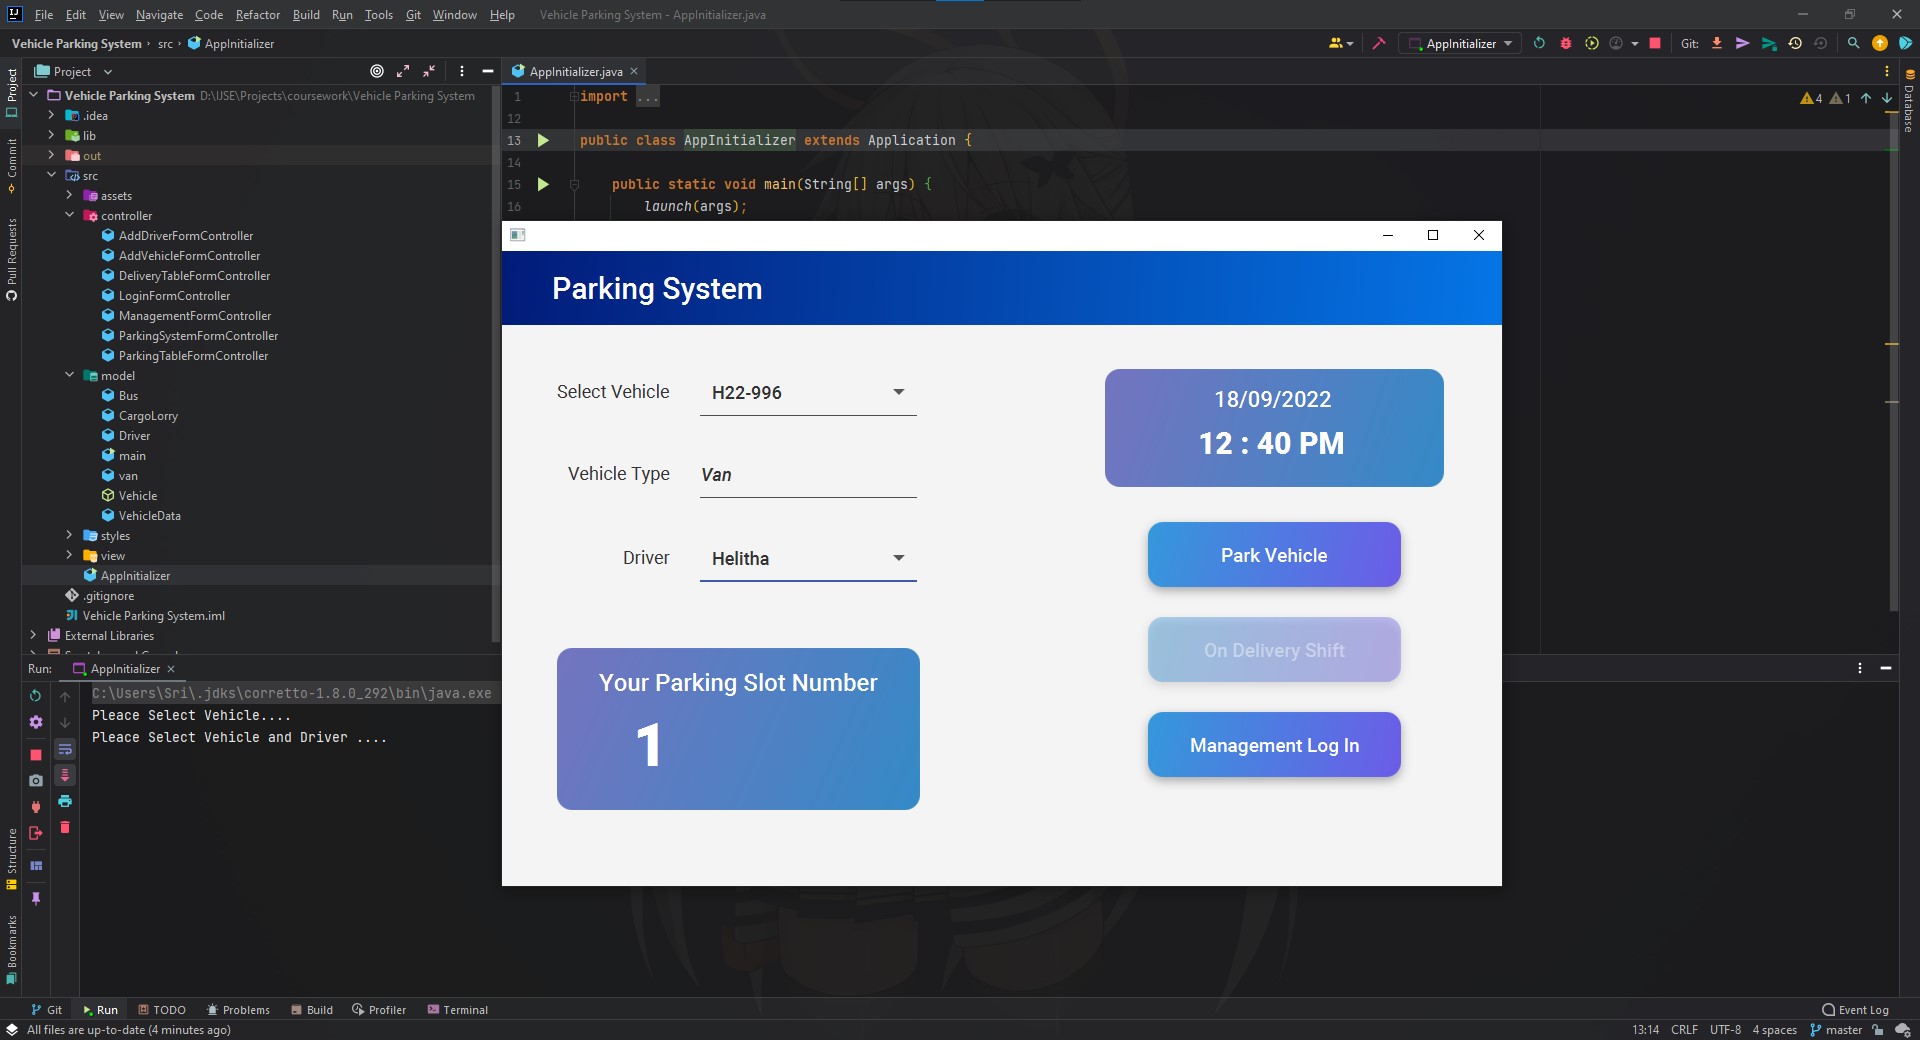 File Edit View Navigate Code Refactor Build Run Tools Git Window Help Vehicle Parking System - AppInitializer.java
Vehicle Parking System › src › AppInitializer
AppInitializer
Git:
Project
Commit
Pull Requests
Structure
Bookmarks
Database
Project
Vehicle Parking System D:\IJSE\Projects\coursework\Vehicle Parking System
.idea
lib
out
src
assets
controller
AddDriverFormController
AddVehicleFormController
DeliveryTableFormController
LoginFormController
ManagementFormController
ParkingSystemFormController
ParkingTableFormController
model
Bus
CargoLorry
Driver
main
van
Vehicle
VehicleData
styles
view
AppInitializer
.gitignore
Vehicle Parking System.iml
External Libraries
AppInitializer.java
4 1
1 import ...
12
13 public class AppInitializer extends Application {
14
15 public static void main(String[] args) {
16 launch(args);
Parking System
Select Vehicle H22-996
Vehicle Type Van
Driver Helitha
Your Parking Slot Number
1
18/09/2022
12 : 40 PM
Park Vehicle
On Delivery Shift
Management Log In
Run: AppInitializer
C:\Users\Sri\.jdks\corretto-1.8.0_292\bin\java.exe
Pleace Select Vehicle....
Pleace Select Vehicle and Driver ....
Git Run TODO Problems Build Profiler Terminal Event Log
All files are up-to-date (4 minutes ago) 13:14 CRLF UTF-8 4 spaces master